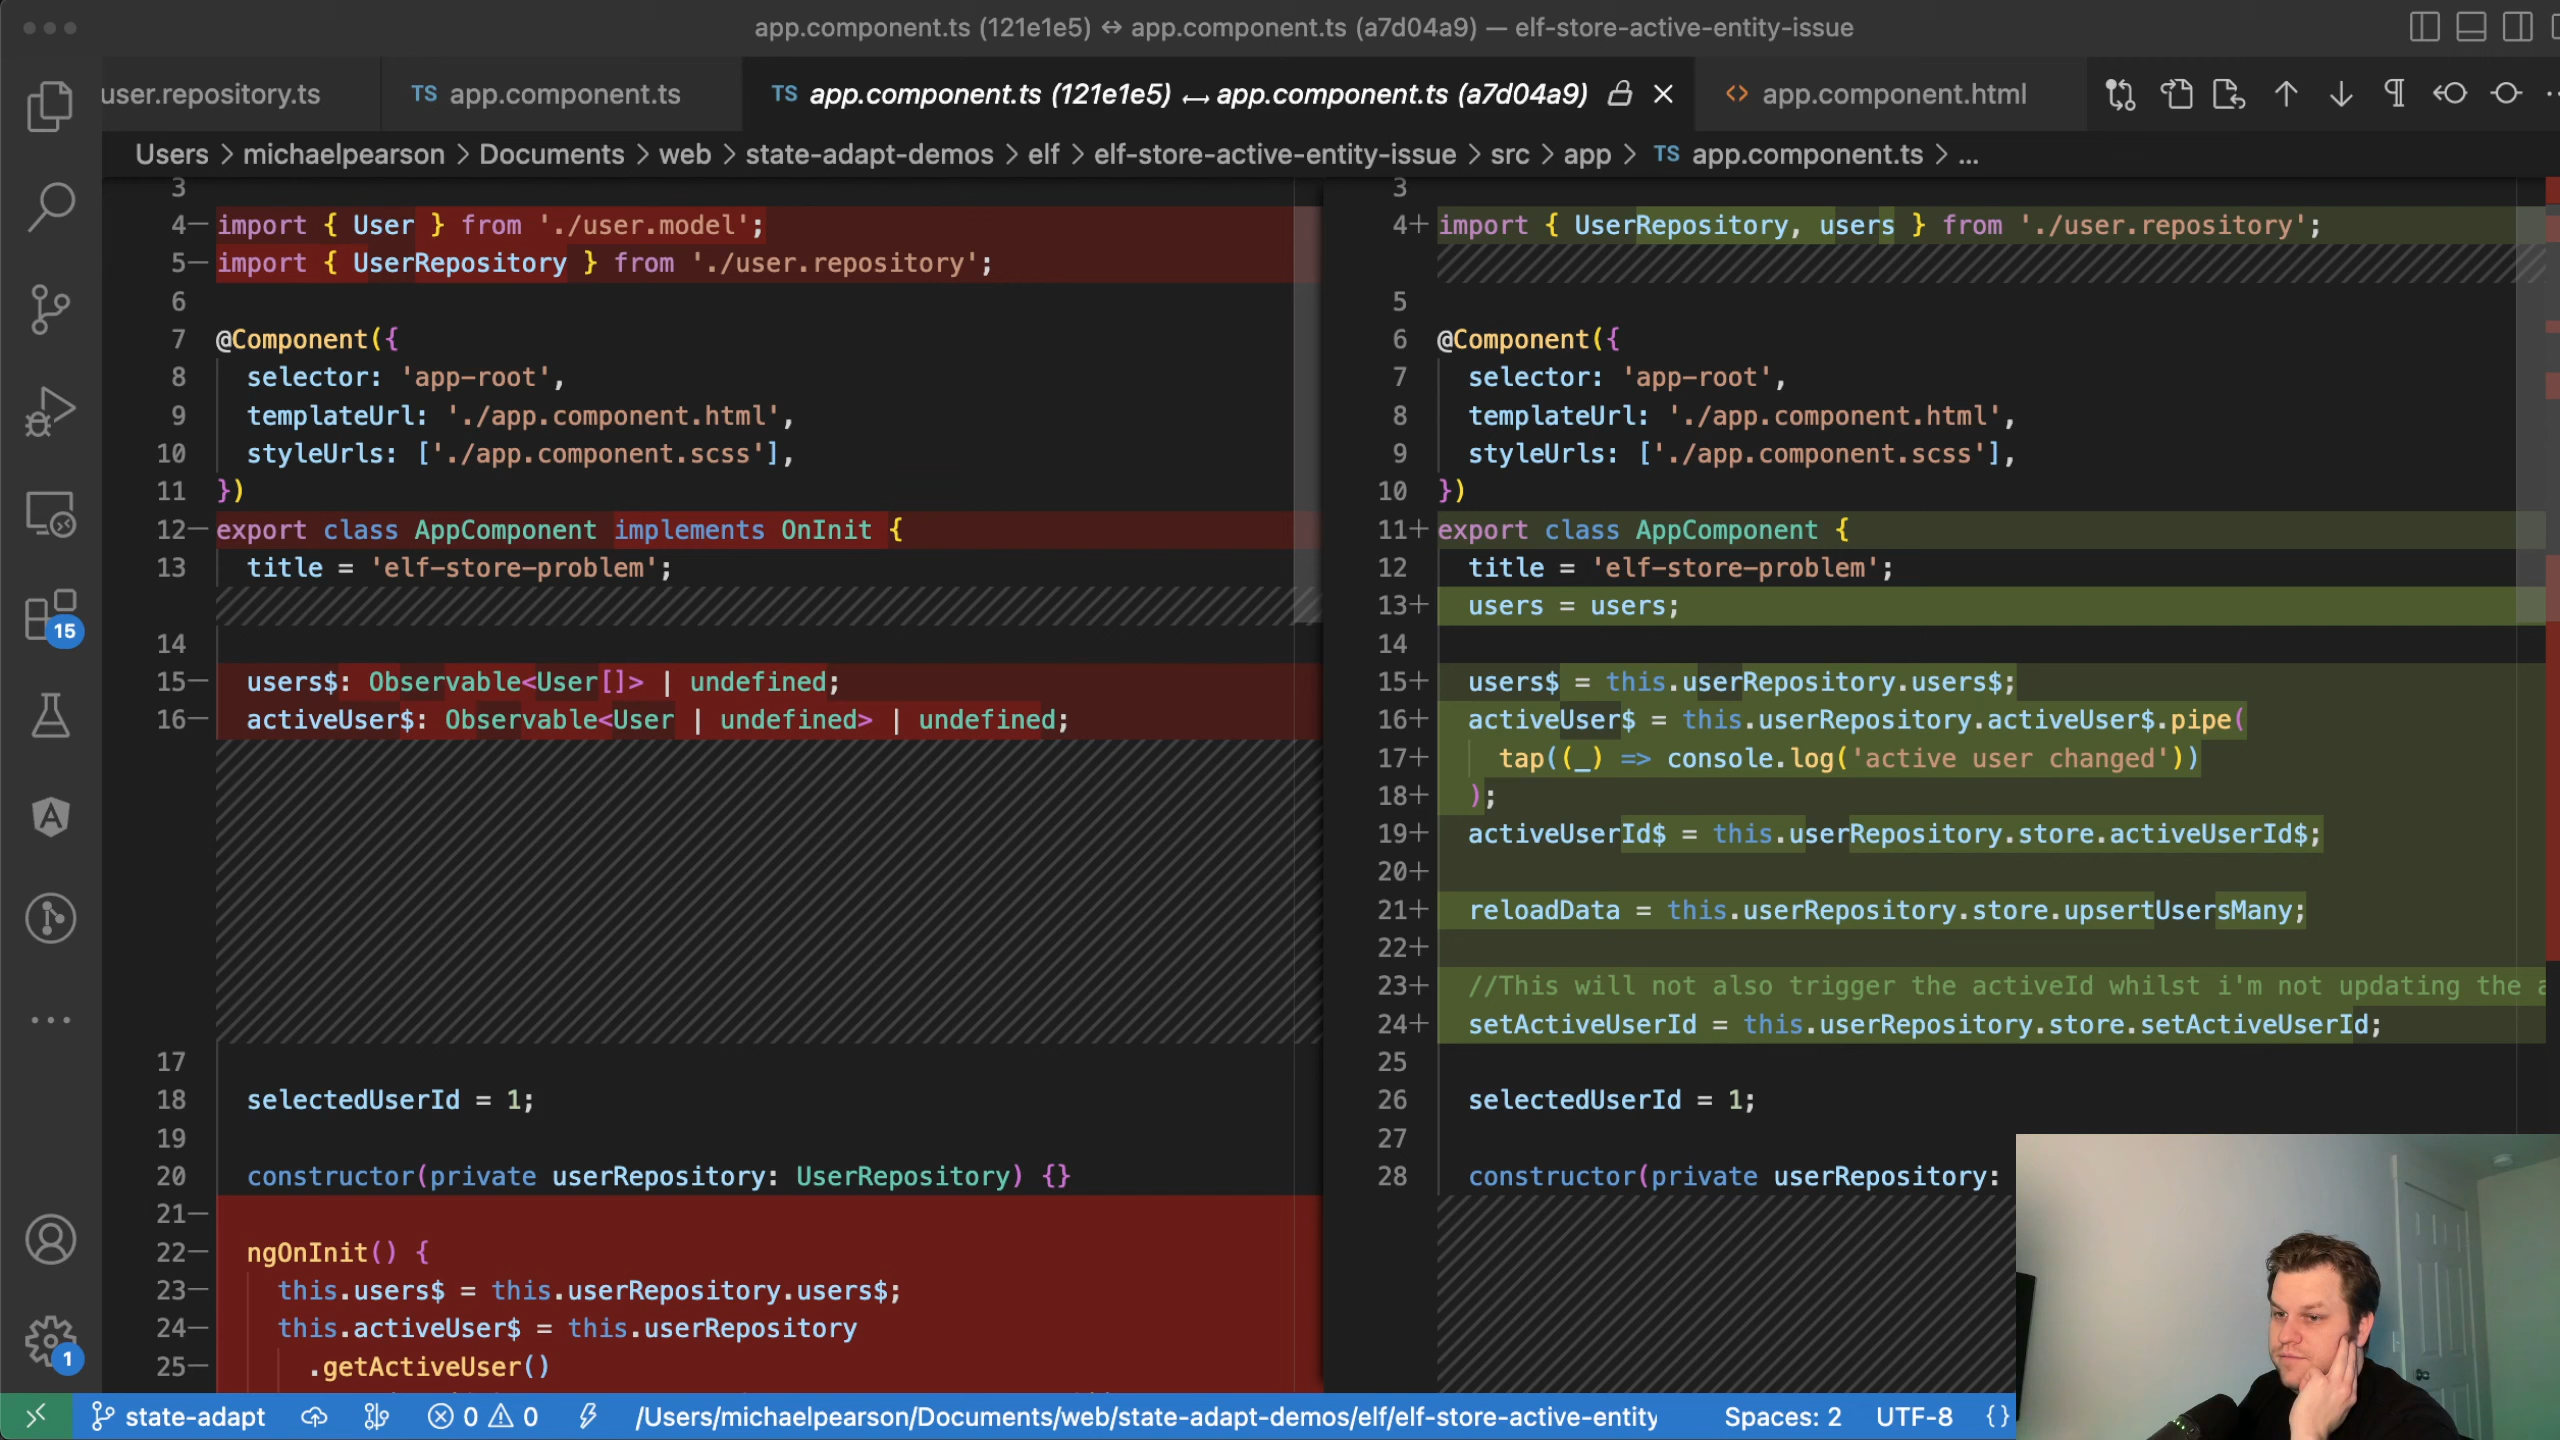 app.component.ts (121e1e5) ↔ app.component.ts (a7d04a9) — elf-store-active-entity-issue
user.repository.ts
TS app.component.ts
TS app.component.ts (121e1e5) ↔ app.component.ts (a7d04a9)
<> app.component.html
Users > michaelpearson > Documents > web > state-adapt-demos > elf > elf-store-active-entity-issue > src > app > TS app.component.ts > ...
3
4— import { User } from './user.model';
5— import { UserRepository } from './user.repository';
6
7 @Component({
8 selector: 'app-root',
9 templateUrl: './app.component.html',
10 styleUrls: ['./app.component.scss'],
11 })
12— export class AppComponent implements OnInit {
13 title = 'elf-store-problem';
14
15— users$: Observable<User[]> | undefined;
16— activeUser$: Observable<User | undefined> | undefined;
17
18 selectedUserId = 1;
19
20 constructor(private userRepository: UserRepository) {}
21—
22— ngOnInit() {
23— this.users$ = this.userRepository.users$;
24— this.activeUser$ = this.userRepository
25— .getActiveUser()
3
4+ import { UserRepository, users } from './user.repository';
5
6 @Component({
7 selector: 'app-root',
8 templateUrl: './app.component.html',
9 styleUrls: ['./app.component.scss'],
10 })
11+ export class AppComponent {
12 title = 'elf-store-problem';
13+ users = users;
14
15+ users$ = this.userRepository.users$;
16+ activeUser$ = this.userRepository.activeUser$.pipe(
17+ tap((_) => console.log('active user changed'))
18+ );
19+ activeUserId$ = this.userRepository.store.activeUserId$;
20+
21+ reloadData = this.userRepository.store.upsertUsersMany;
22+
23+ //This will not also trigger the activeId whilst i'm not updating the a
24+ setActiveUserId = this.userRepository.store.setActiveUserId;
25
26 selectedUserId = 1;
27
28 constructor(private userRepository:
15
1
state-adapt
0 0
/Users/michaelpearson/Documents/web/state-adapt-demos/elf/elf-store-active-entity
Spaces: 2
UTF-8
{}